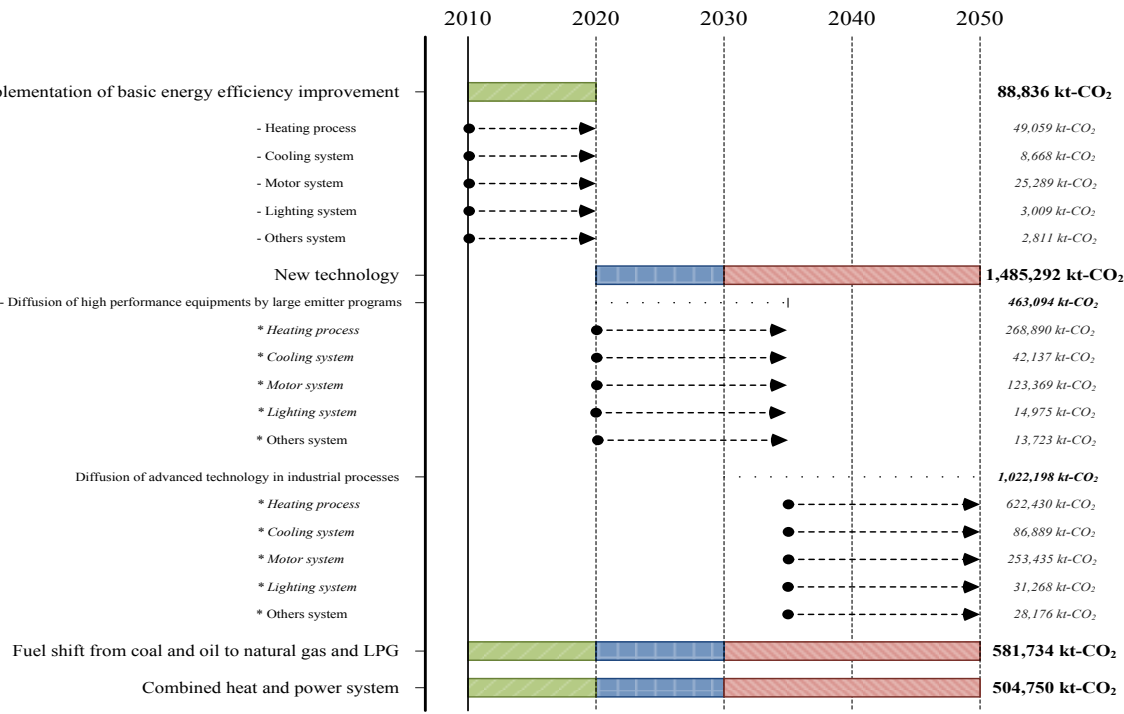 2010 2020 2030 2040 2050
plementation of basic energy efficiency improvement 88,836 kt-CO₂
- Heating process 49,059 kt-CO₂
- Cooling system 8,668 kt-CO₂
- Motor system 25,289 kt-CO₂
- Lighting system 3,009 kt-CO₂
- Others system 2,811 kt-CO₂
New technology 1,485,292 kt-CO₂
- Diffusion of high performance equipments by large emitter programs 463,094 kt-CO₂
* Heating process 268,890 kt-CO₂
* Cooling system 42,137 kt-CO₂
* Motor system 123,369 kt-CO₂
* Lighting system 14,975 kt-CO₂
* Others system 13,723 kt-CO₂
Diffusion of advanced technology in industrial processes 1,022,198 kt-CO₂
* Heating process 622,430 kt-CO₂
* Cooling system 86,889 kt-CO₂
* Motor system 253,435 kt-CO₂
* Lighting system 31,268 kt-CO₂
* Others system 28,176 kt-CO₂
Fuel shift from coal and oil to natural gas and LPG 581,734 kt-CO₂
Combined heat and power system 504,750 kt-CO₂